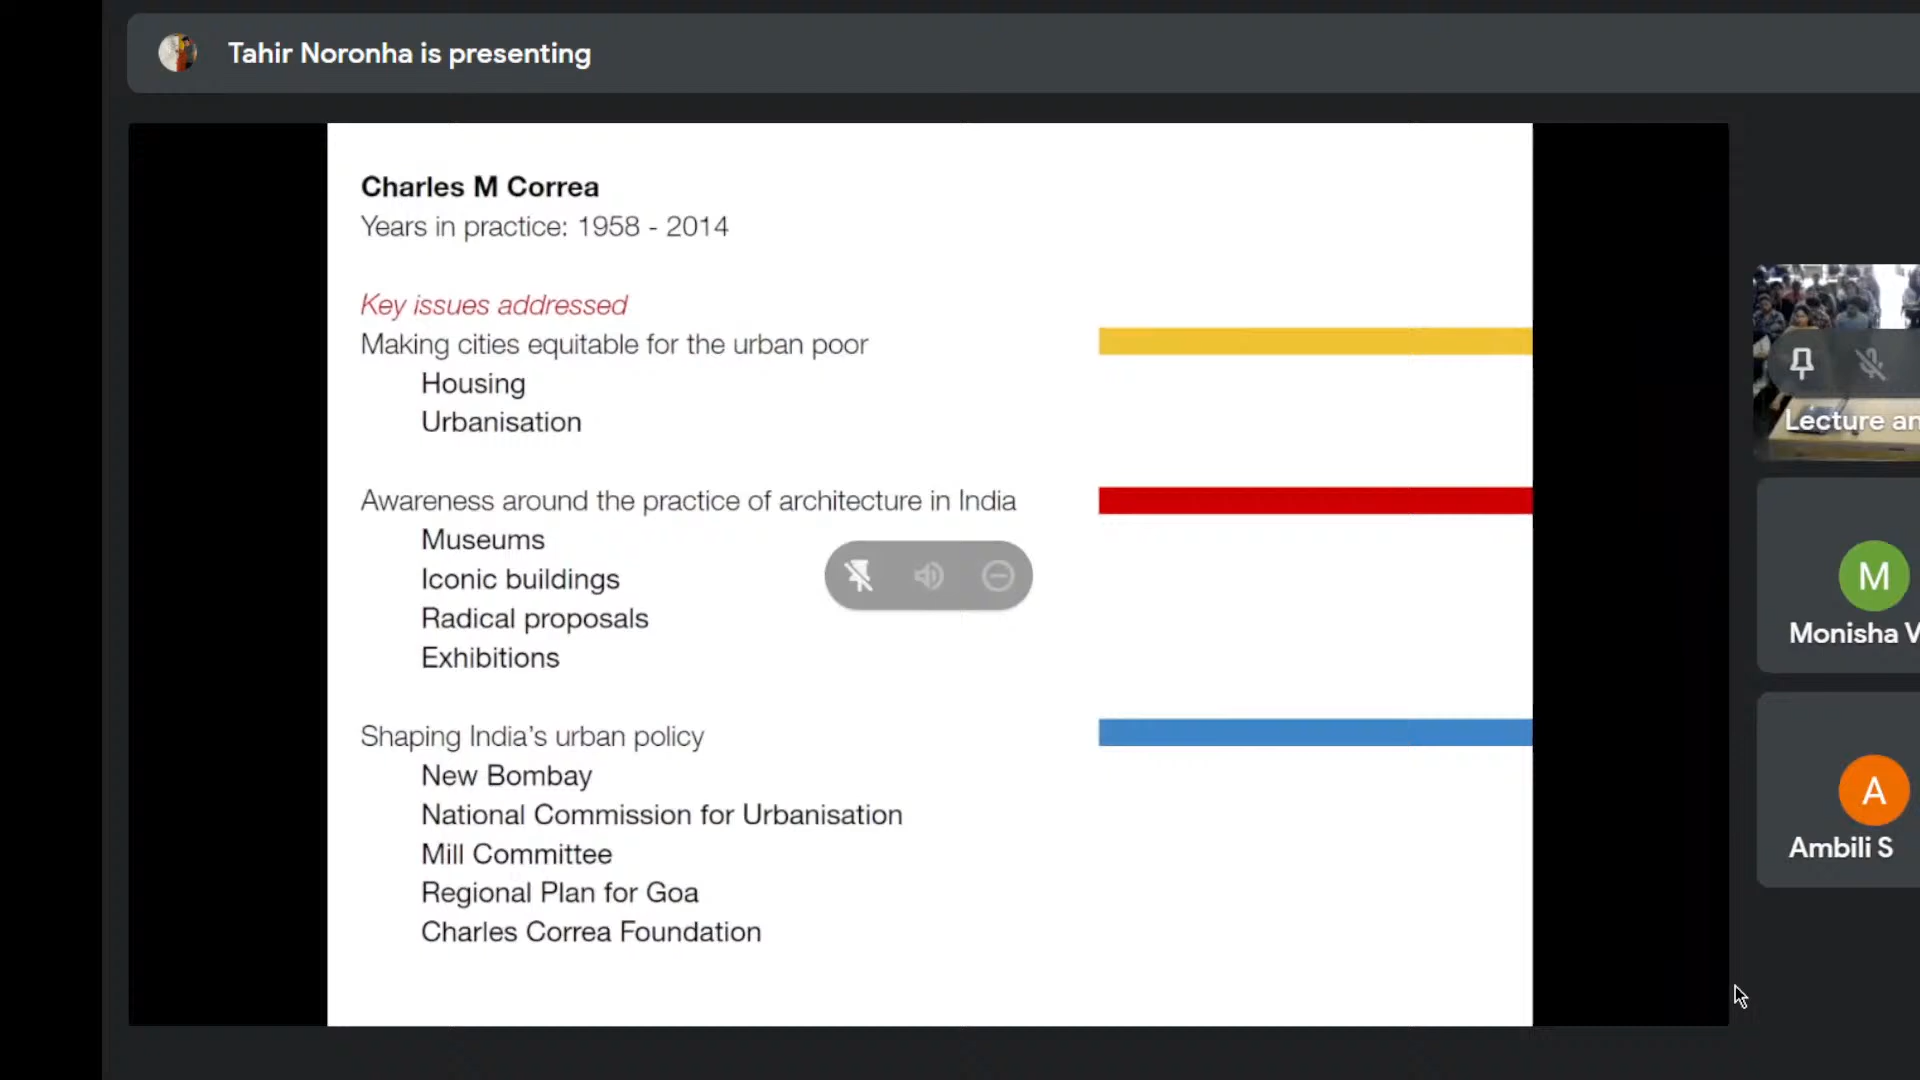 Tahir Noronha is presenting
Charles M Correa
Years in practice: 1958 - 2014
Key issues addressed
Making cities equitable for the urban poor
Housing
Urbanisation
Awareness around the practice of architecture in India
Museums
Iconic buildings
Radical proposals
Exhibitions
Shaping India's urban policy
New Bombay
National Commission for Urbanisation
Mill Committee
Regional Plan for Goa
Charles Correa Foundation
Lecture an
M
Monisha V
A
Ambili S